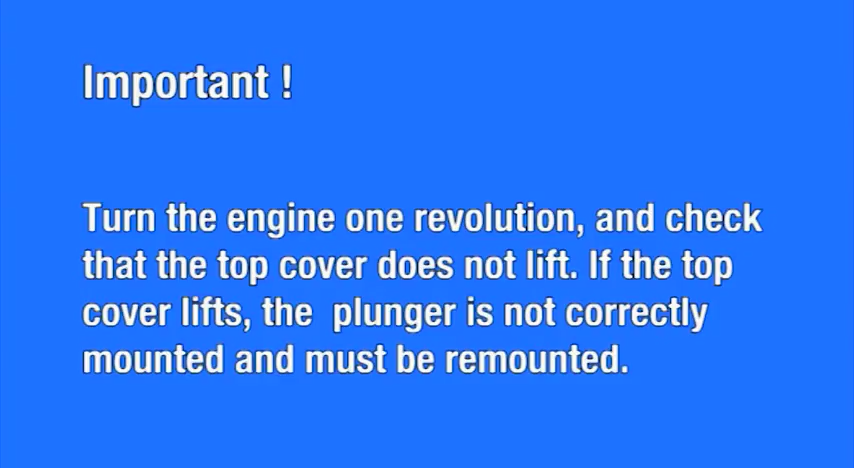 Important !
Turn the engine one revolution, and check
that the top cover does not lift. If the top
cover lifts, the  plunger is not correctly
mounted and must be remounted.